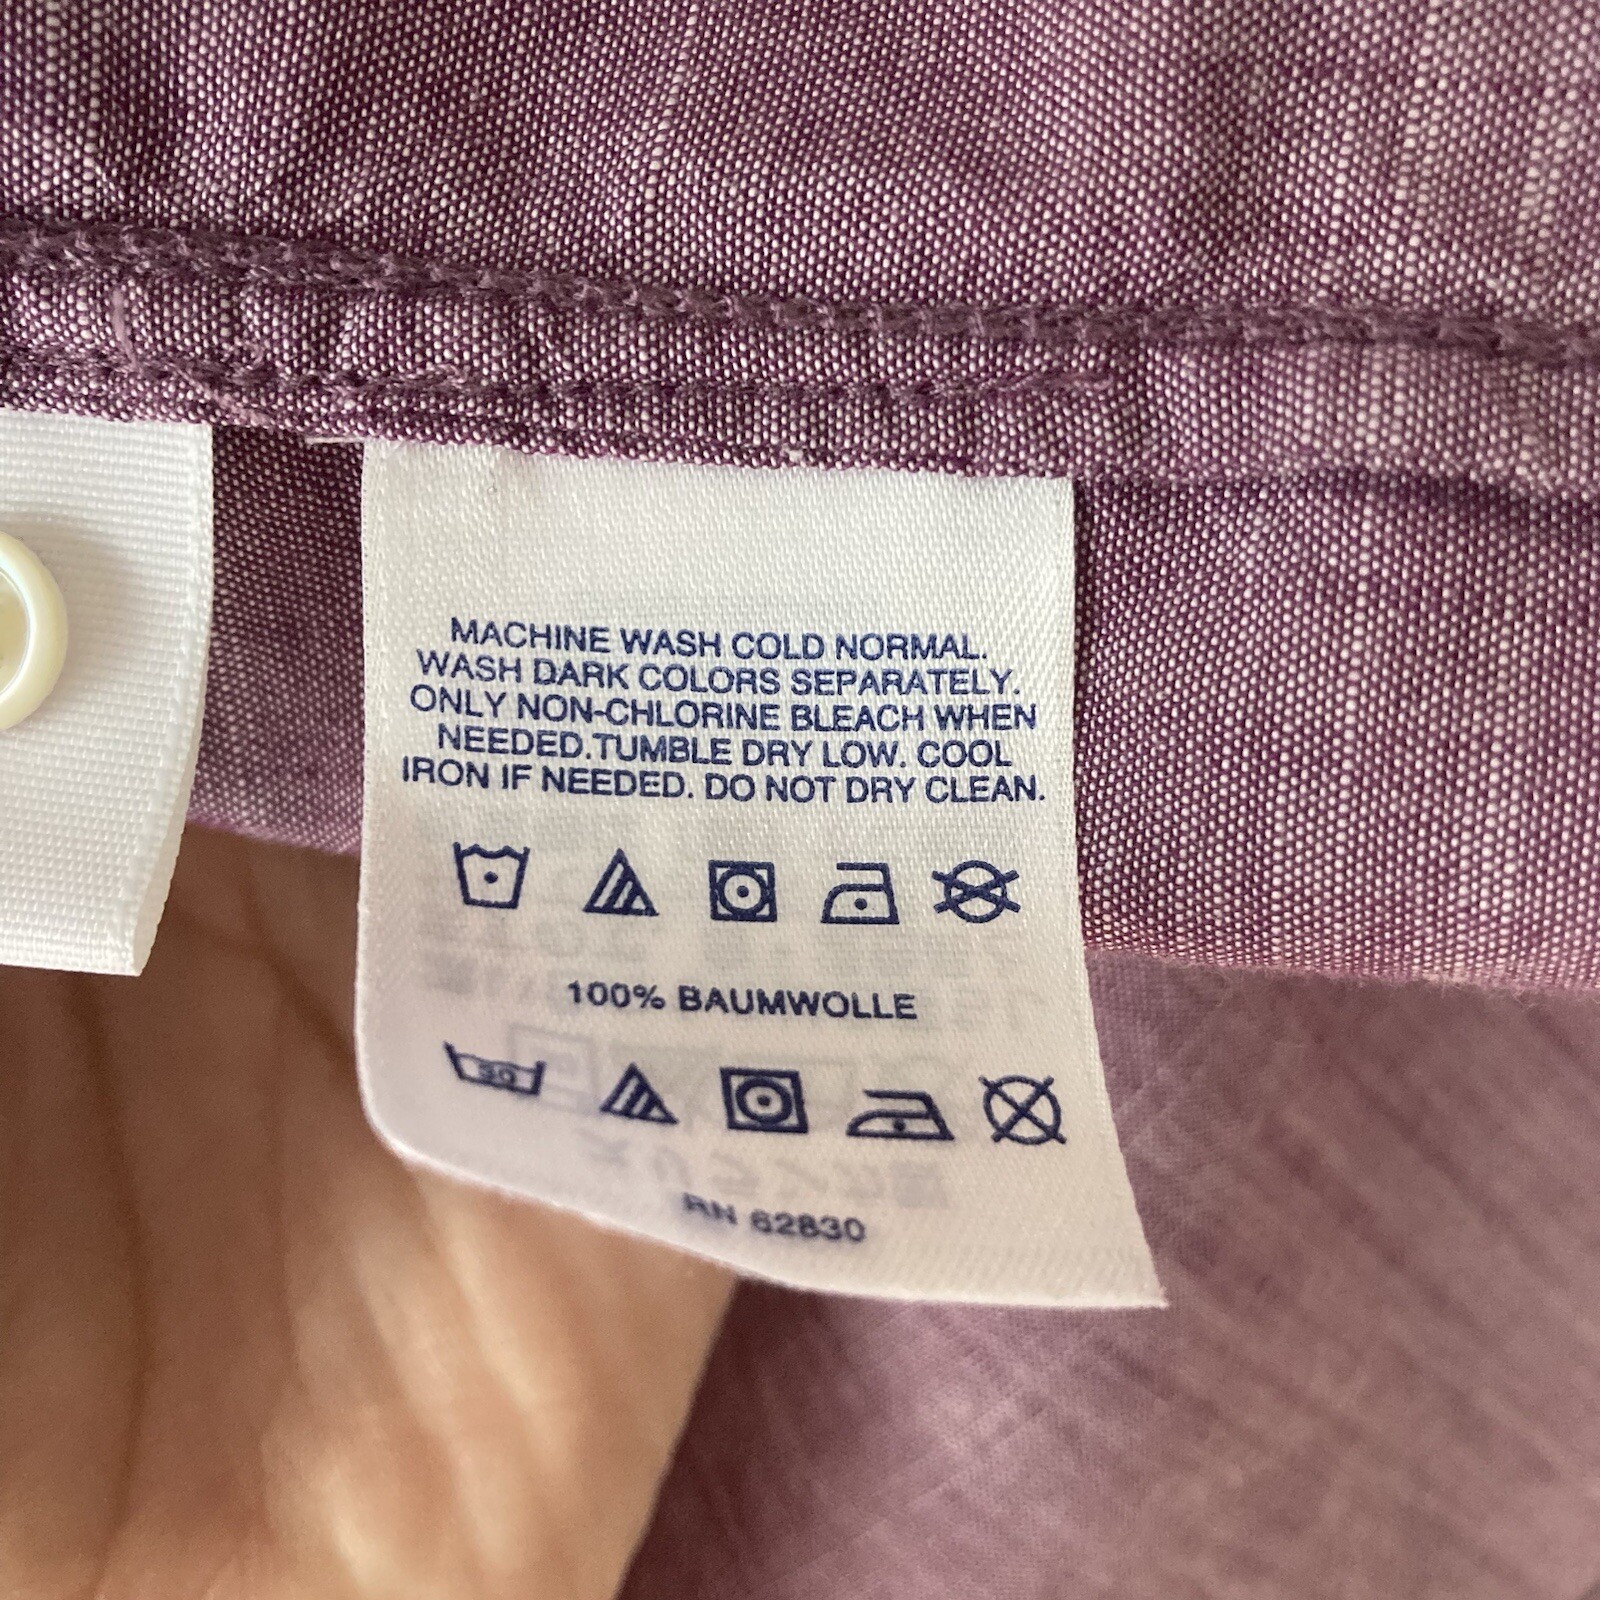 MACHINE WASH COLD NORMAL.
WASH DARK COLORS SEPARATELY.
ONLY NON-CHLORINE BLEACH WHEN
NEEDED.TUMBLE DRY LOW. COOL
IRON IF NEEDED. DO NOT DRY CLEAN.
100% BAUMWOLLE
30
RN 62830